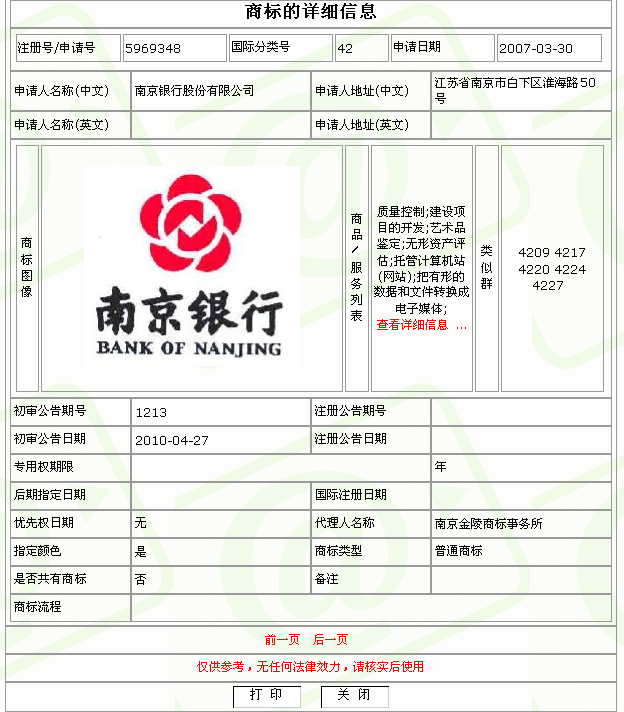 商标的详细信息
注册号/申请号 5969348 国际分类号 42 申请日期 2007-03-30
申请人名称(中文) 南京银行股份有限公司 申请人地址(中文) 江苏省南京市白下区淮海路50
号
申请人名称(英文) 申请人地址(英文)
商标图像
南京银行
BANK OF NANJING
商品/服务列表
质量控制;建设项
目的开发;艺术品
鉴定;无形资产评
估;托管计算机站
(网站);把有形的
数据和文件转换成
电子媒体;
查看详细信息 ...
类似群
4209 4217
4220 4224
4227
初审公告期号 1213 注册公告期号
初审公告日期 2010-04-27 注册公告日期
专用权期限 年
后期指定日期 国际注册日期
优先权日期 无 代理人名称 南京金陵商标事务所
指定颜色 是 商标类型 普通商标
是否共有商标 否 备注
商标流程
前一页 后一页
仅供参考，无任何法律效力，请核实后使用
打 印 关 闭